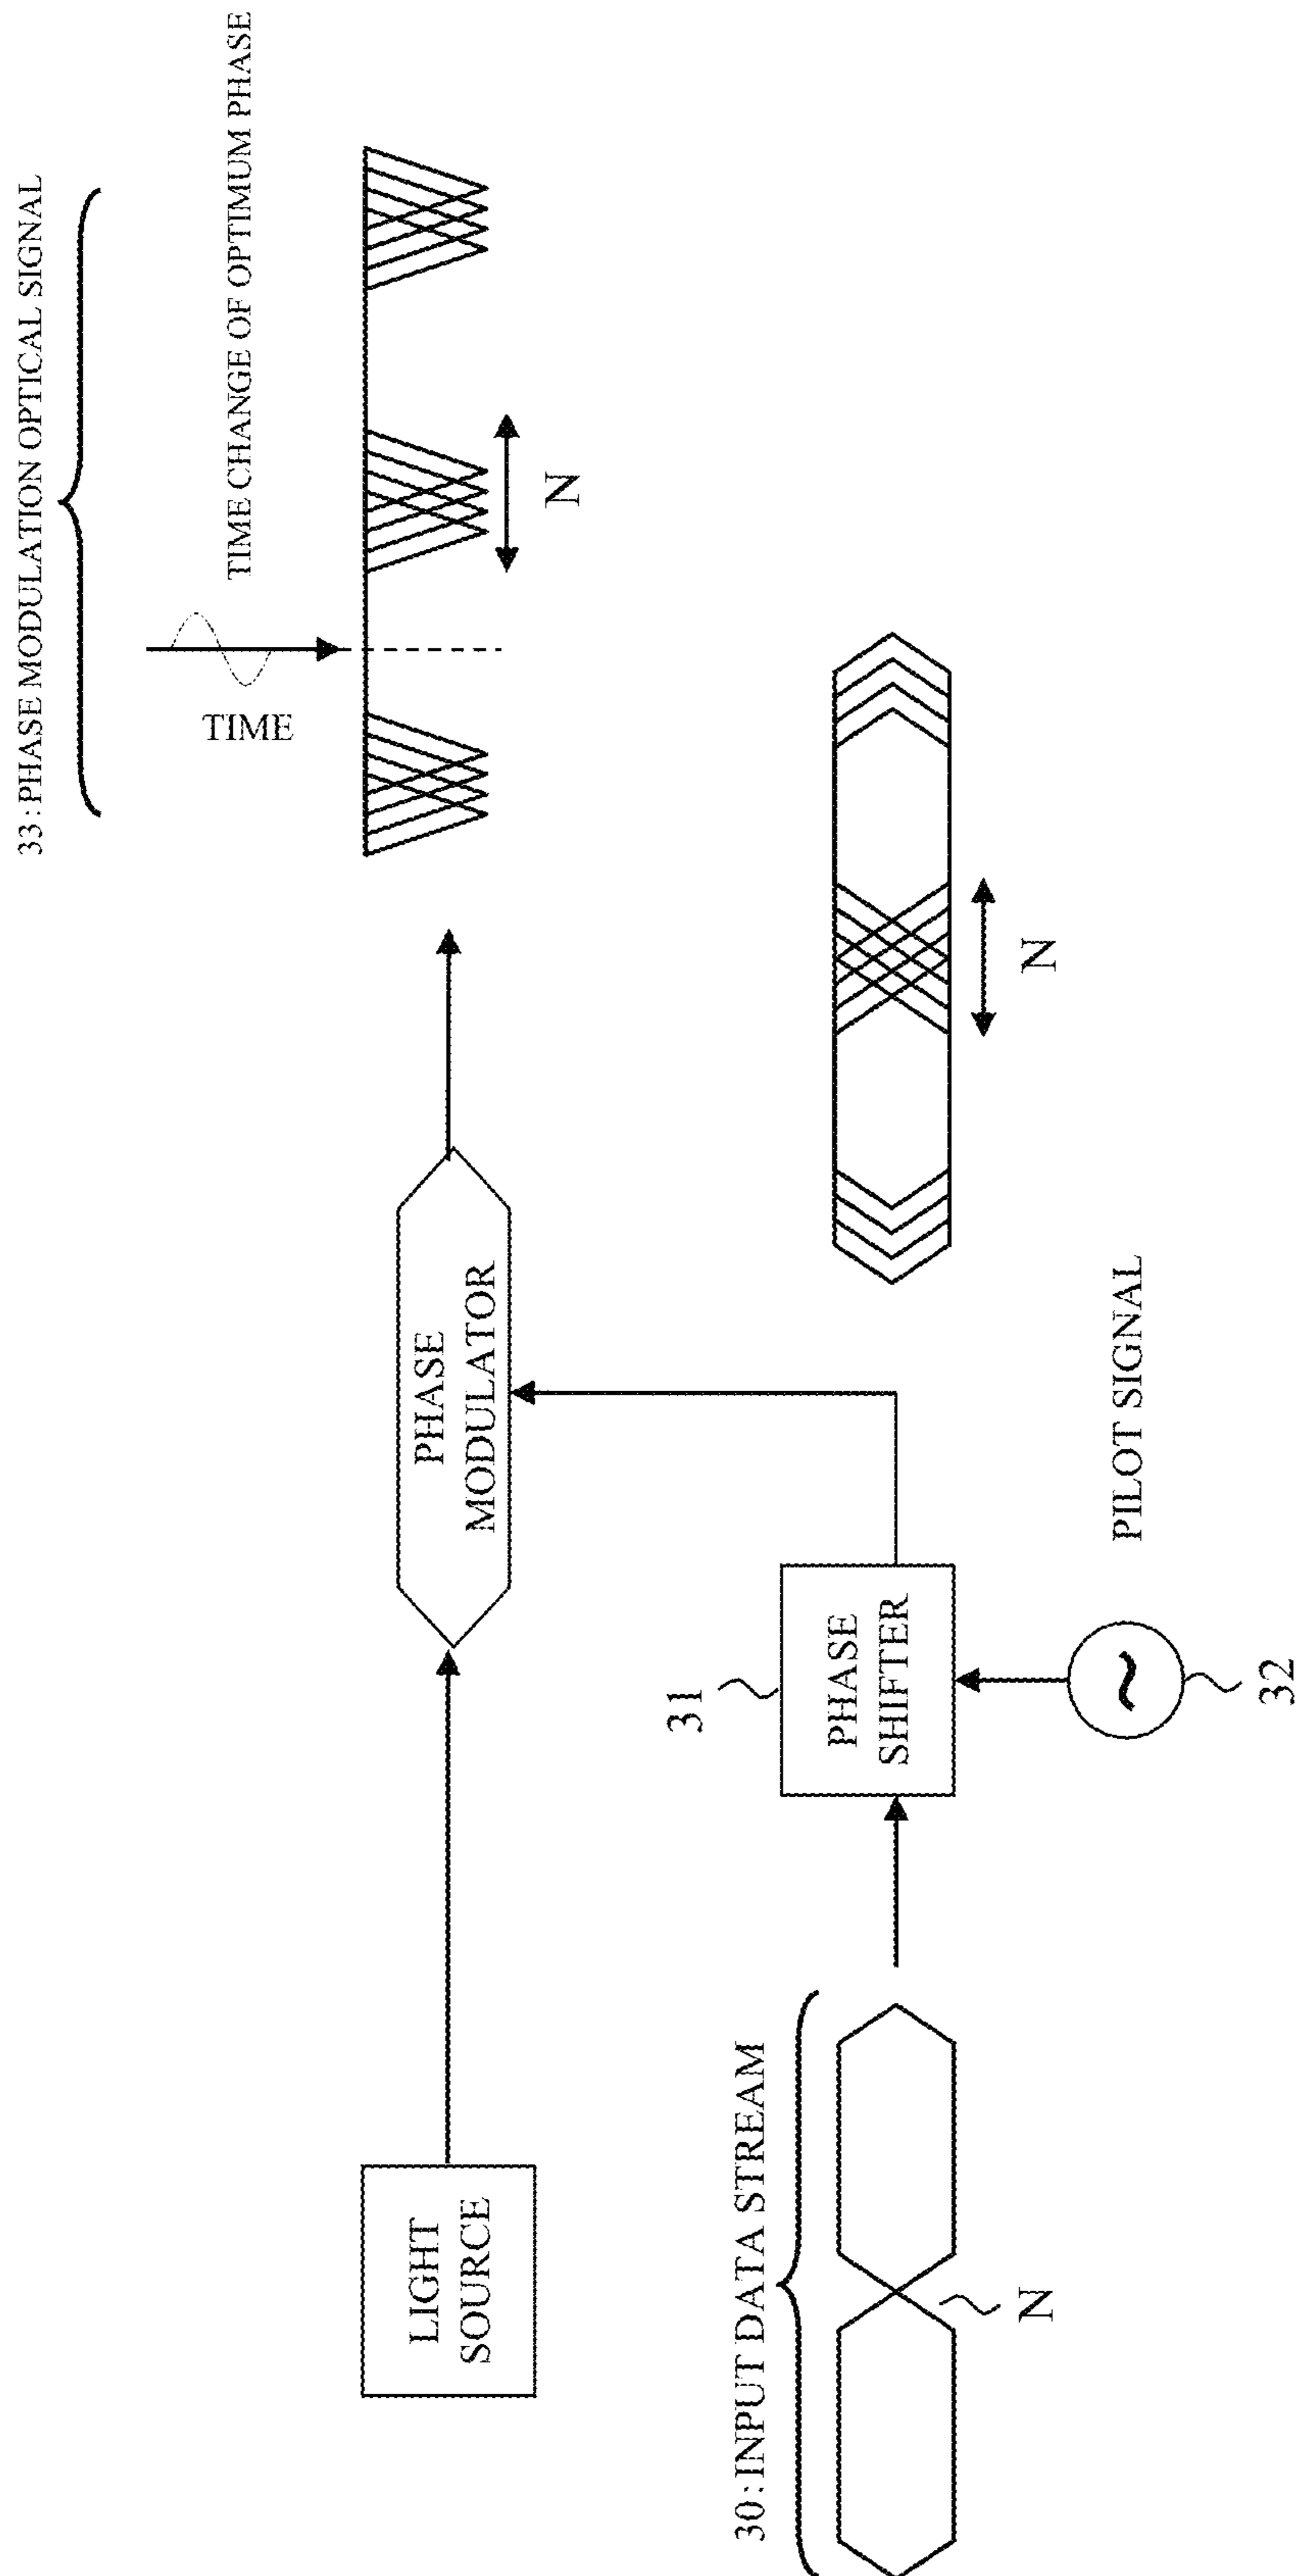 33:PHASE MODULATION OPTICAL SIGNAL
TIME CHANGE OF OPTIMUM PHASE
TIME
N
LIGHT
SOURCE
PHASE
MODULATOR
N
30:INPUT DATA STREAM
N
31
PHASE
SHIFTER
32
PILOT SIGNAL